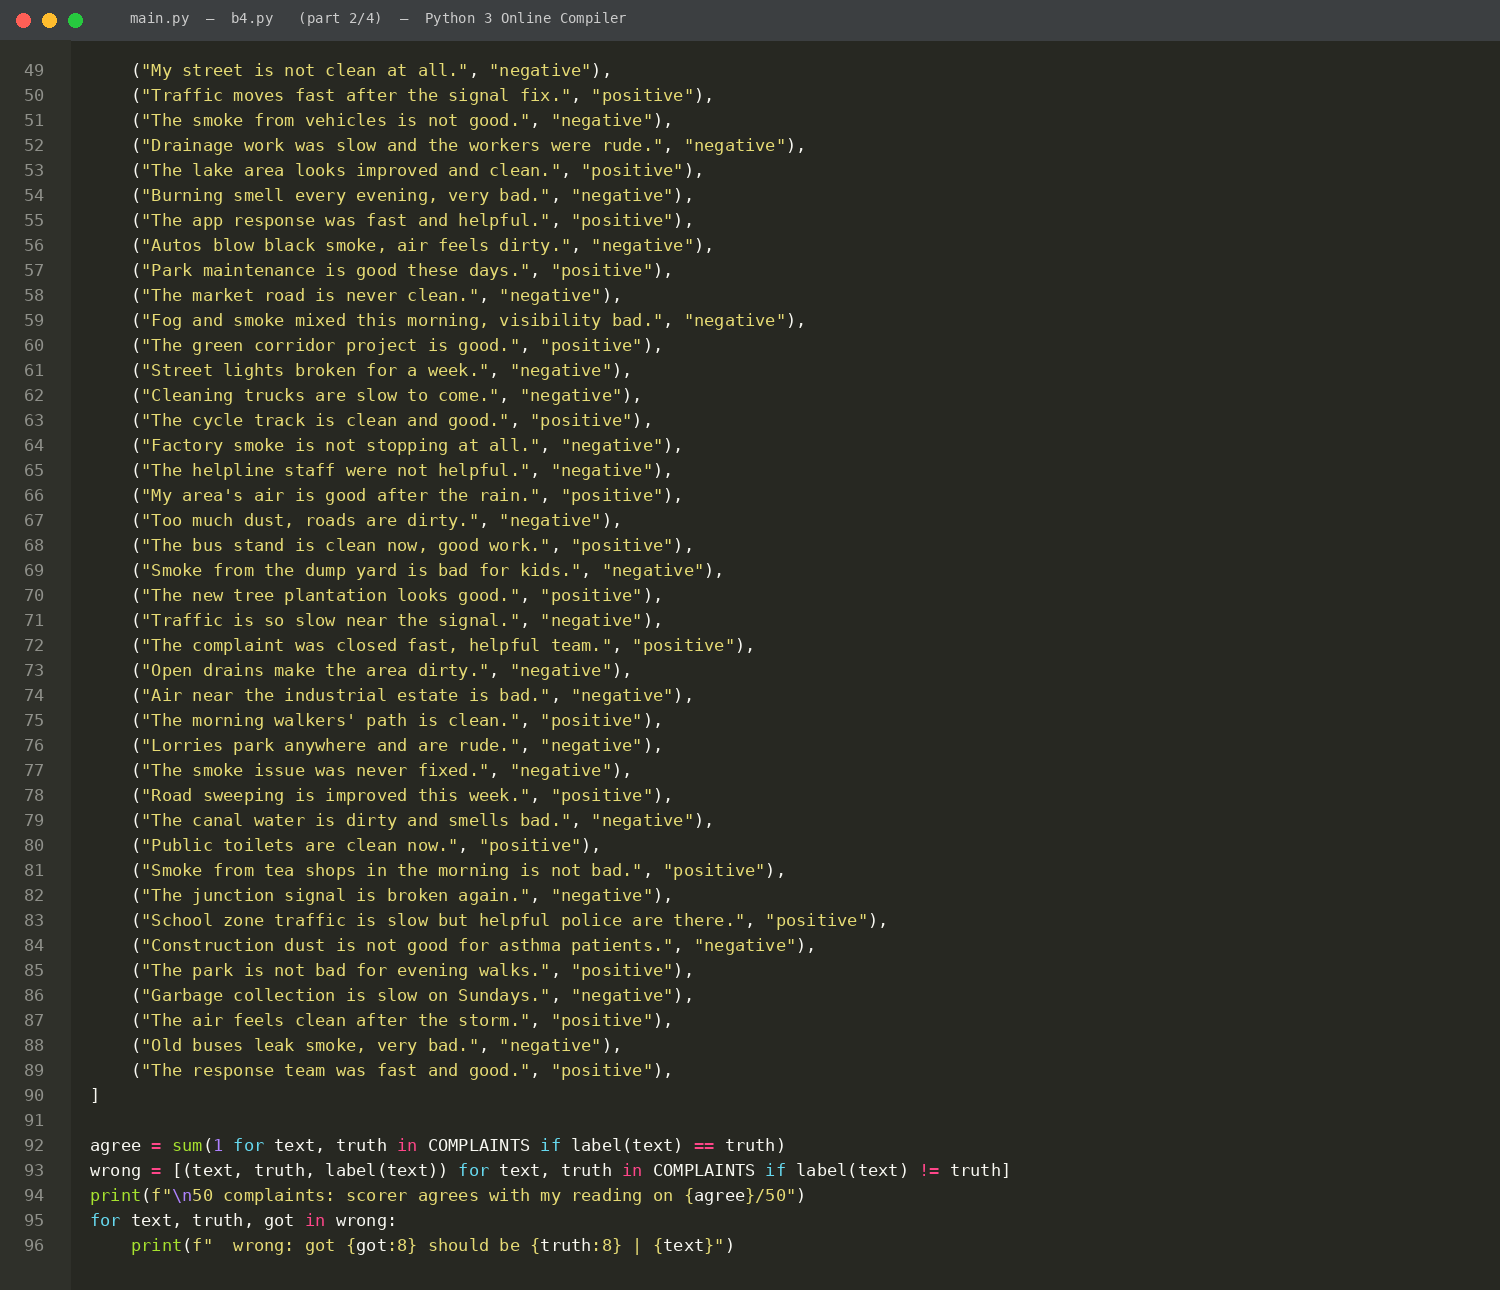 main.py  —  b4.py   (part 2/4)  —  Python 3 Online Compiler
49     ("My street is not clean at all.", "negative"),
50     ("Traffic moves fast after the signal fix.", "positive"),
51     ("The smoke from vehicles is not good.", "negative"),
52     ("Drainage work was slow and the workers were rude.", "negative"),
53     ("The lake area looks improved and clean.", "positive"),
54     ("Burning smell every evening, very bad.", "negative"),
55     ("The app response was fast and helpful.", "positive"),
56     ("Autos blow black smoke, air feels dirty.", "negative"),
57     ("Park maintenance is good these days.", "positive"),
58     ("The market road is never clean.", "negative"),
59     ("Fog and smoke mixed this morning, visibility bad.", "negative"),
60     ("The green corridor project is good.", "positive"),
61     ("Street lights broken for a week.", "negative"),
62     ("Cleaning trucks are slow to come.", "negative"),
63     ("The cycle track is clean and good.", "positive"),
64     ("Factory smoke is not stopping at all.", "negative"),
65     ("The helpline staff were not helpful.", "negative"),
66     ("My area's air is good after the rain.", "positive"),
67     ("Too much dust, roads are dirty.", "negative"),
68     ("The bus stand is clean now, good work.", "positive"),
69     ("Smoke from the dump yard is bad for kids.", "negative"),
70     ("The new tree plantation looks good.", "positive"),
71     ("Traffic is so slow near the signal.", "negative"),
72     ("The complaint was closed fast, helpful team.", "positive"),
73     ("Open drains make the area dirty.", "negative"),
74     ("Air near the industrial estate is bad.", "negative"),
75     ("The morning walkers' path is clean.", "positive"),
76     ("Lorries park anywhere and are rude.", "negative"),
77     ("The smoke issue was never fixed.", "negative"),
78     ("Road sweeping is improved this week.", "positive"),
79     ("The canal water is dirty and smells bad.", "negative"),
80     ("Public toilets are clean now.", "positive"),
81     ("Smoke from tea shops in the morning is not bad.", "positive"),
82     ("The junction signal is broken again.", "negative"),
83     ("School zone traffic is slow but helpful police are there.", "positive"),
84     ("Construction dust is not good for asthma patients.", "negative"),
85     ("The park is not bad for evening walks.", "positive"),
86     ("Garbage collection is slow on Sundays.", "negative"),
87     ("The air feels clean after the storm.", "positive"),
88     ("Old buses leak smoke, very bad.", "negative"),
89     ("The response team was fast and good.", "positive"),
90 ]
91
92 agree = sum(1 for text, truth in COMPLAINTS if label(text) == truth)
93 wrong = [(text, truth, label(text)) for text, truth in COMPLAINTS if label(text) != truth]
94 print(f"\n50 complaints: scorer agrees with my reading on {agree}/50")
95 for text, truth, got in wrong:
96     print(f"  wrong: got {got:8} should be {truth:8} | {text}")